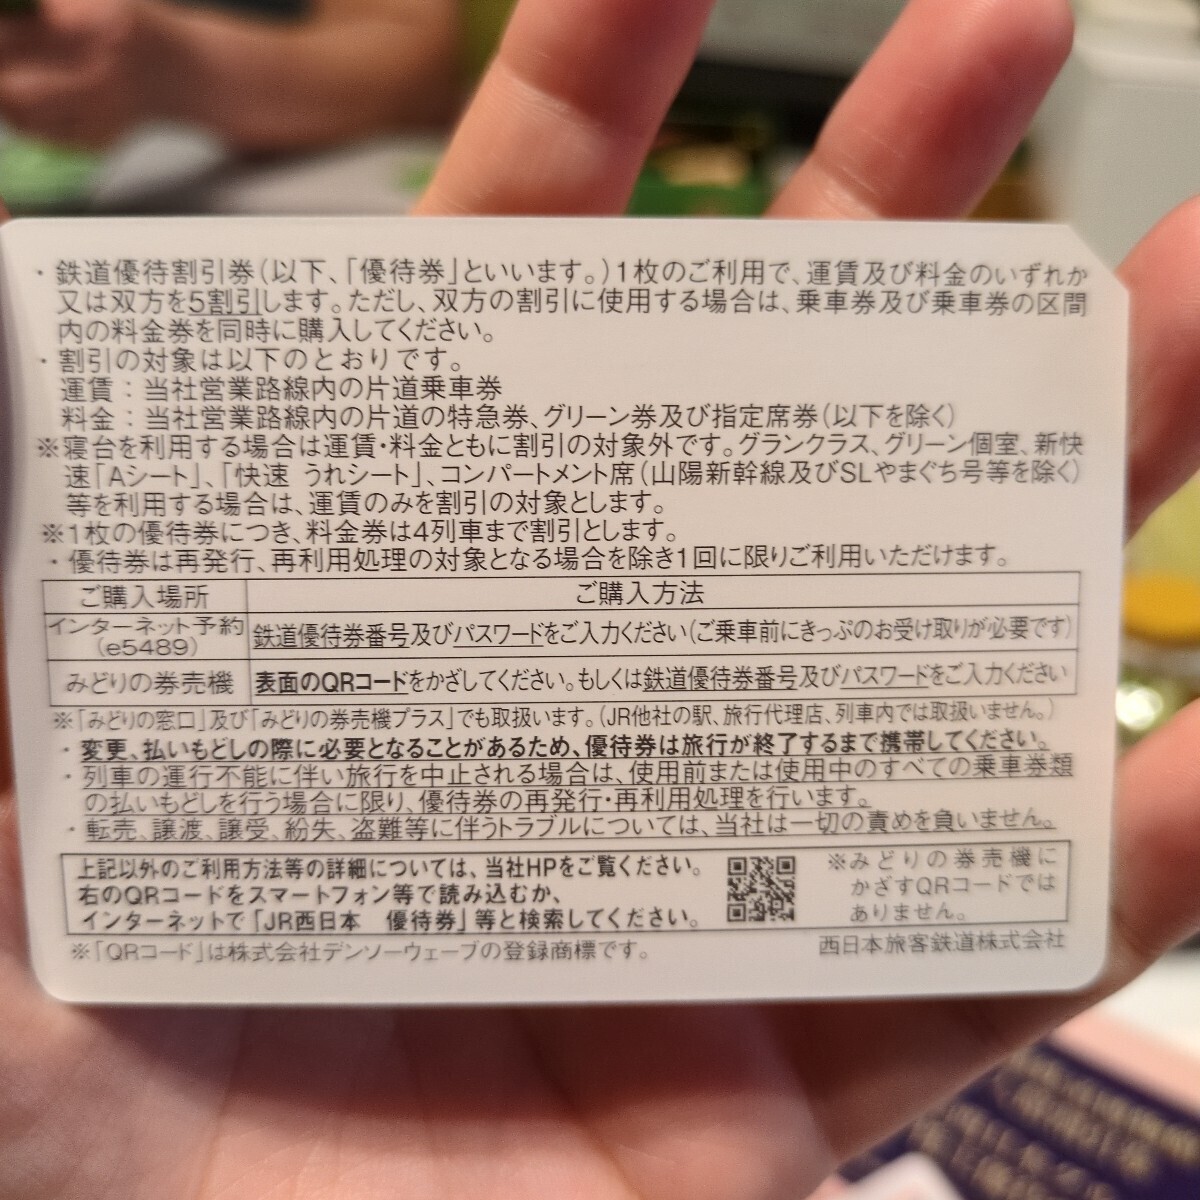 ・鉄道優待割引券(以下、「優待券」といいます。)1枚のご利用で、運賃及び料金のいずれか
又は双方を5割引します。ただし、双方の割引に使用する場合は、乗車券及び乗車券の区間
内の料金券を同時に購入してください。
・割引の対象は以下のとおりです。
運賃：当社営業路線内の片道乗車券
料金：当社営業路線内の片道の特急券、グリーン券及び指定席券(以下を除く)
※寝台を利用する場合は運賃・料金ともに割引の対象外です。グランクラス、グリーン個室、新快
速「Aシート」、「快速 うれシート」、コンパートメント席(山陽新幹線及びSLやまぐち号等を除く)
等を利用する場合は、運賃のみを割引の対象とします。
※1枚の優待券につき、料金券は4列車まで割引とします。
・優待券は再発行、再利用処理の対象となる場合を除き1回に限りご利用いただけます。
ご購入場所 ご購入方法
インターネット予約 (e5489) 鉄道優待券番号及びパスワードをご入力ください(ご乗車前にきっぷのお受け取りが必要です)
みどりの券売機 表面のQRコードをかざしてください。もしくは鉄道優待券番号及びパスワードをご入力ください
※「みどりの窓口」及び「みどりの券売機プラス」でも取扱います。(JR他社の駅、旅行代理店、列車内では取扱いません。)
・変更、払いもどしの際に必要となることがあるため、優待券は旅行が終了するまで携帯してください。
・列車の運行不能に伴い旅行を中止される場合は、使用前または使用中のすべての乗車券類
の払いもどしを行う場合に限り、優待券の再発行・再利用処理を行います。
・転売、譲渡、譲受、紛失、盗難等に伴うトラブルについては、当社は一切の責めを負いません。
上記以外のご利用方法等の詳細については、当社HPをご覧ください。
右のQRコードをスマートフォン等で読み込むか、
インターネットで「JR西日本 優待券」等と検索してください。
※みどりの券売機に
かざすQRコードでは
ありません。
※「QRコード」は株式会社デンソーウェーブの登録商標です。
西日本旅客鉄道株式会社